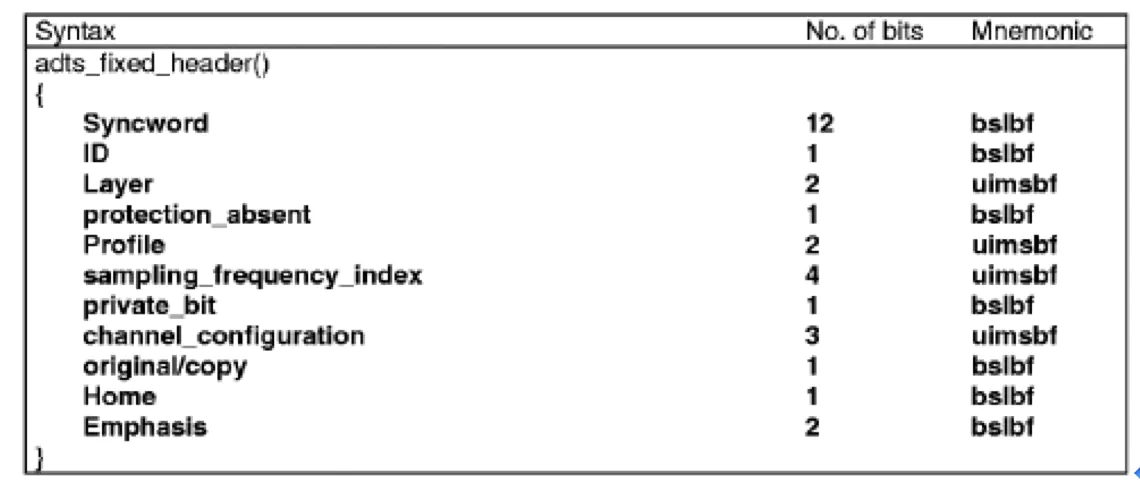 Syntax No. of bits Mnemonic
adts_fixed_header()
{
Syncword 12 bslbf
ID 1 bslbf
Layer 2 uimsbf
protection_absent 1 bslbf
Profile 2 uimsbf
sampling_frequency_index 4 uimsbf
private_bit 1 bslbf
channel_configuration 3 uimsbf
original/copy 1 bslbf
Home 1 bslbf
Emphasis 2 bslbf
}